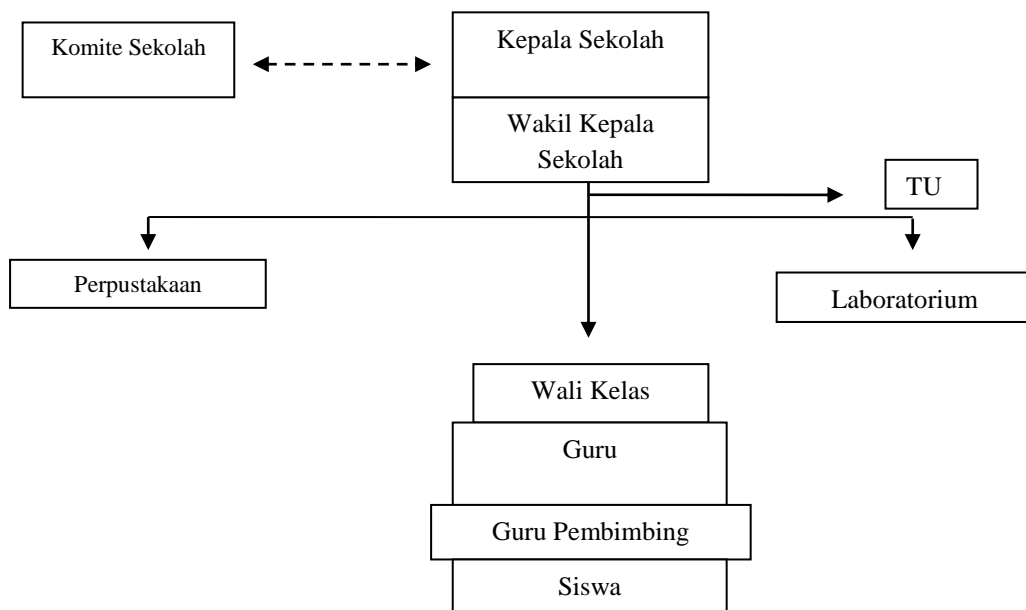 Komite Sekolah
Kepala Sekolah
Wakil Kepala
Sekolah
TU
Perpustakaan
Laboratorium
Wali Kelas
Guru
Guru Pembimbing
Siswa